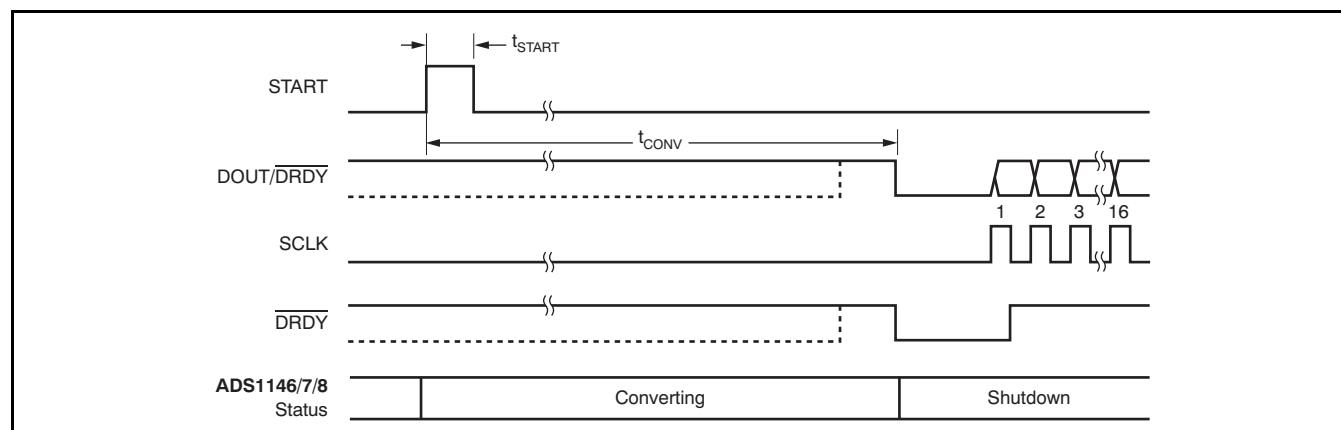 tSTART
START
tCONV
DOUT/DRDY
1 2 3 16
SCLK
DRDY
ADS1146/7/8
Status
Converting
Shutdown